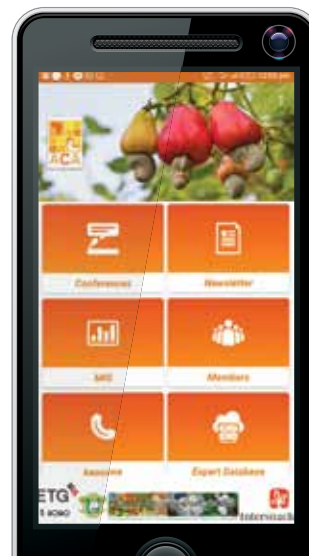 ACA
Conferences Newsletter
MIS Members
Expert Database
ETG
Intersnack